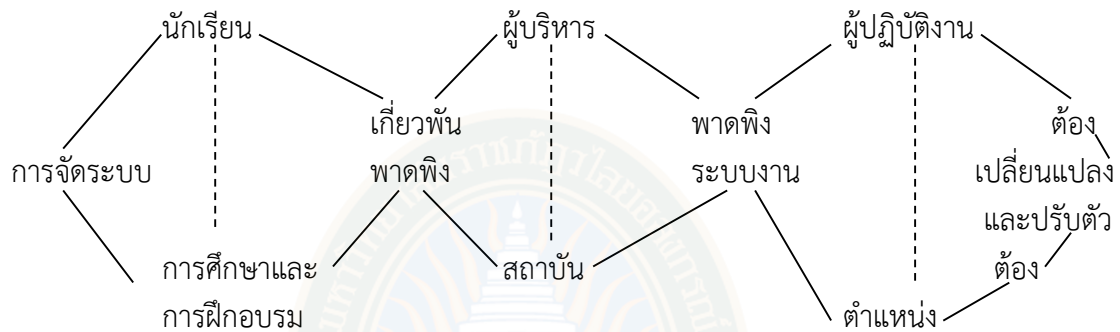 นักเรียน ผู้บริหาร ผู้ปฏิบัติงาน
เกี่ยวพัน พาดพิง ต้อง
การจัดระบบ พาดพิง ระบบงาน เปลี่ยนแปลง
และปรับตัว
การศึกษาและ สถาบัน ต้อง
การฝึกอบรม ตำแหน่ง